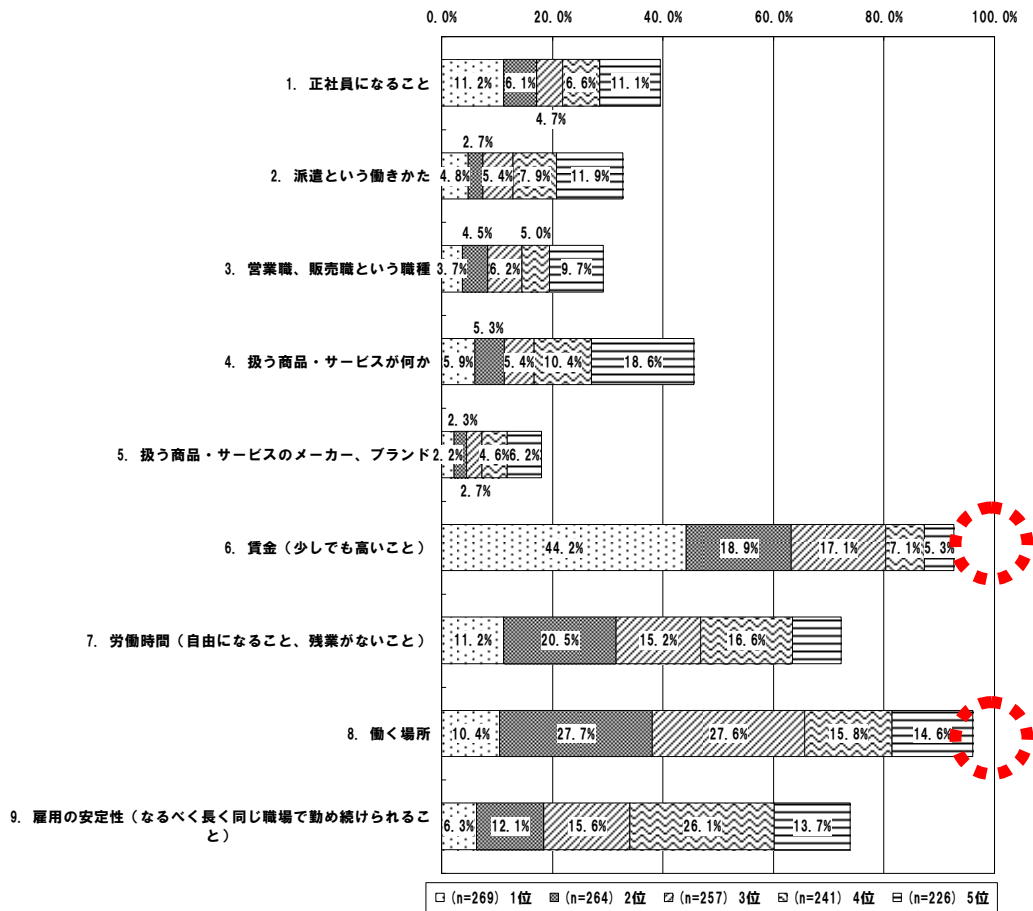 0.0% 20.0% 40.0% 60.0% 80.0% 100.0%
1. 正社員になること 11.2% 6.1% 6.6% 11.1%
4.7%
2.7%
2. 派遣という働きかた 4.8% 5.4% 7.9% 11.9%
4.5% 5.0%
3. 営業職、販売職という職種 3.7% 6.2% 9.7%
5.3%
4. 扱う商品・サービスが何か 5.9% 5.4% 10.4% 18.6%
2.3%
5. 扱う商品・サービスのメーカー、ブランド 2.2% 4.6% 6.2%
2.7%
6. 賃金（少しでも高いこと） 44.2% 18.9% 17.1% 7.1% 5.3%
7. 労働時間（自由になること、残業がないこと） 11.2% 20.5% 15.2% 16.6%
8. 働く場所 10.4% 27.7% 27.6% 15.8% 14.6%
9. 雇用の安定性（なるべく長く同じ職場で勤め続けられるこ
と） 6.3% 12.1% 15.6% 26.1% 13.7%
(n=269) 1位 (n=264) 2位 (n=257) 3位 (n=241) 4位 (n=226) 5位